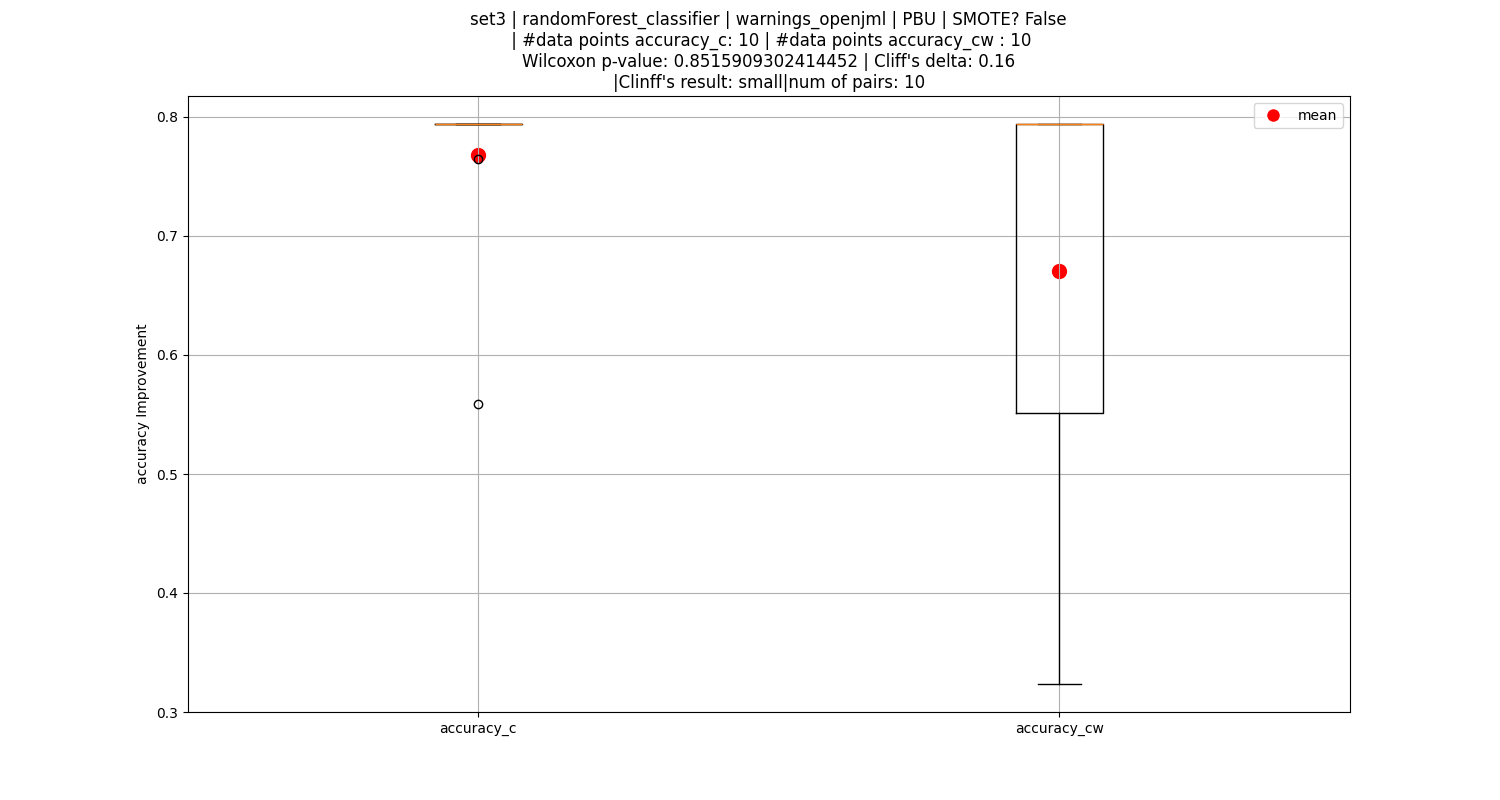 set3 | randomForest_classifier | warnings_openjml | PBU | SMOTE? False
| #data points accuracy_c: 10 | #data points accuracy_cw : 10
Wilcoxon p-value: 0.8515909302414452 | Cliff's delta: 0.16
|Clinff's result: small|num of pairs: 10
mean
accuracy Improvement
0.8
0.7
0.6
0.5
0.4
0.3
accuracy_c
accuracy_cw